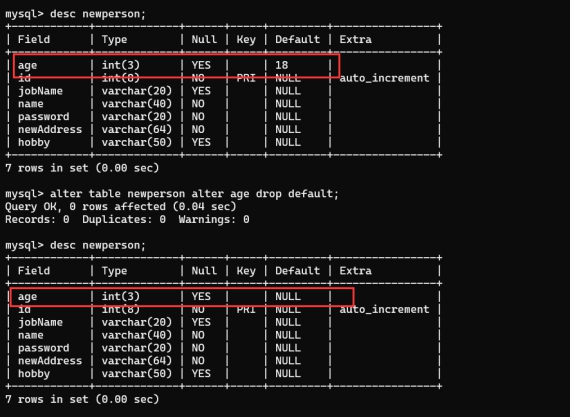 mysql> desc newperson;
+------------+-------------+------+-----+---------+----------------+
| Field      | Type        | Null | Key | Default | Extra          |
+------------+-------------+------+-----+---------+----------------+
| age        | int(3)      | YES  |     | 18      |                |
| id         | int(8)      | NO   | PRI | NULL    | auto_increment |
| jobName    | varchar(20) | YES  |     | NULL    |                |
| name       | varchar(40) | NO   |     | NULL    |                |
| password   | varchar(20) | NO   |     | NULL    |                |
| newAddress | varchar(64) | NO   |     | NULL    |                |
| hobby      | varchar(50) | YES  |     | NULL    |                |
+------------+-------------+------+-----+---------+----------------+
7 rows in set (0.00 sec)
mysql> alter table newperson alter age drop default;
Query OK, 0 rows affected (0.04 sec)
Records: 0  Duplicates: 0  Warnings: 0
mysql> desc newperson;
+------------+-------------+------+-----+---------+----------------+
| Field      | Type        | Null | Key | Default | Extra          |
+------------+-------------+------+-----+---------+----------------+
| age        | int(3)      | YES  |     | NULL    |                |
| id         | int(8)      | NO   | PRI | NULL    | auto_increment |
| jobName    | varchar(20) | YES  |     | NULL    |                |
| name       | varchar(40) | NO   |     | NULL    |                |
| password   | varchar(20) | NO   |     | NULL    |                |
| newAddress | varchar(64) | NO   |     | NULL    |                |
| hobby      | varchar(50) | YES  |     | NULL    |                |
+------------+-------------+------+-----+---------+----------------+
7 rows in set (0.00 sec)